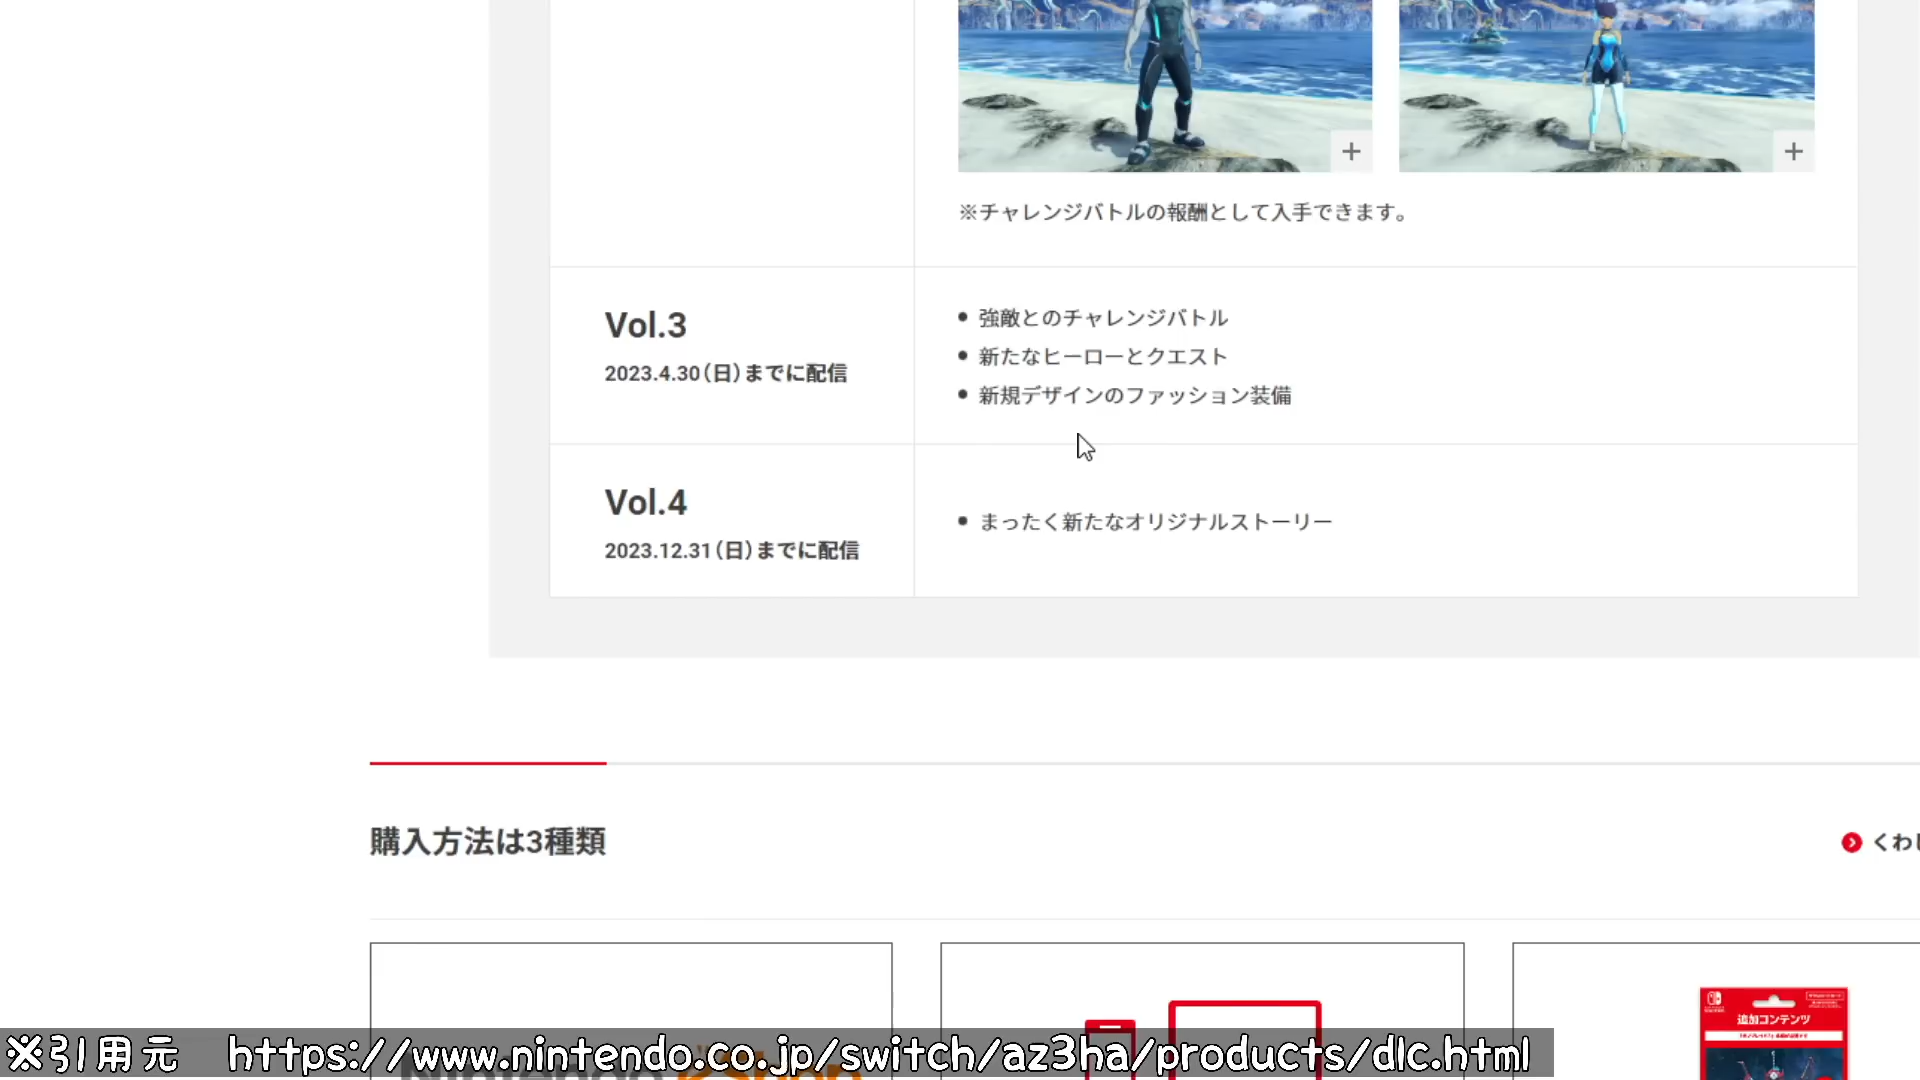 ※チャレンジバトルの報酬として入手できます。
Vol.3
2023.4.30(日)までに配信
• 強敵とのチャレンジバトル
• 新たなヒーローとクエスト
• 新規デザインのファッション装備
Vol.4
2023.12.31(日)までに配信
• まったく新たなオリジナルストーリー
購入方法は3種類
くわし
追加コンテンツ
※引用元 https://www.nintendo.co.jp/switch/az3ha/products/dlc.html